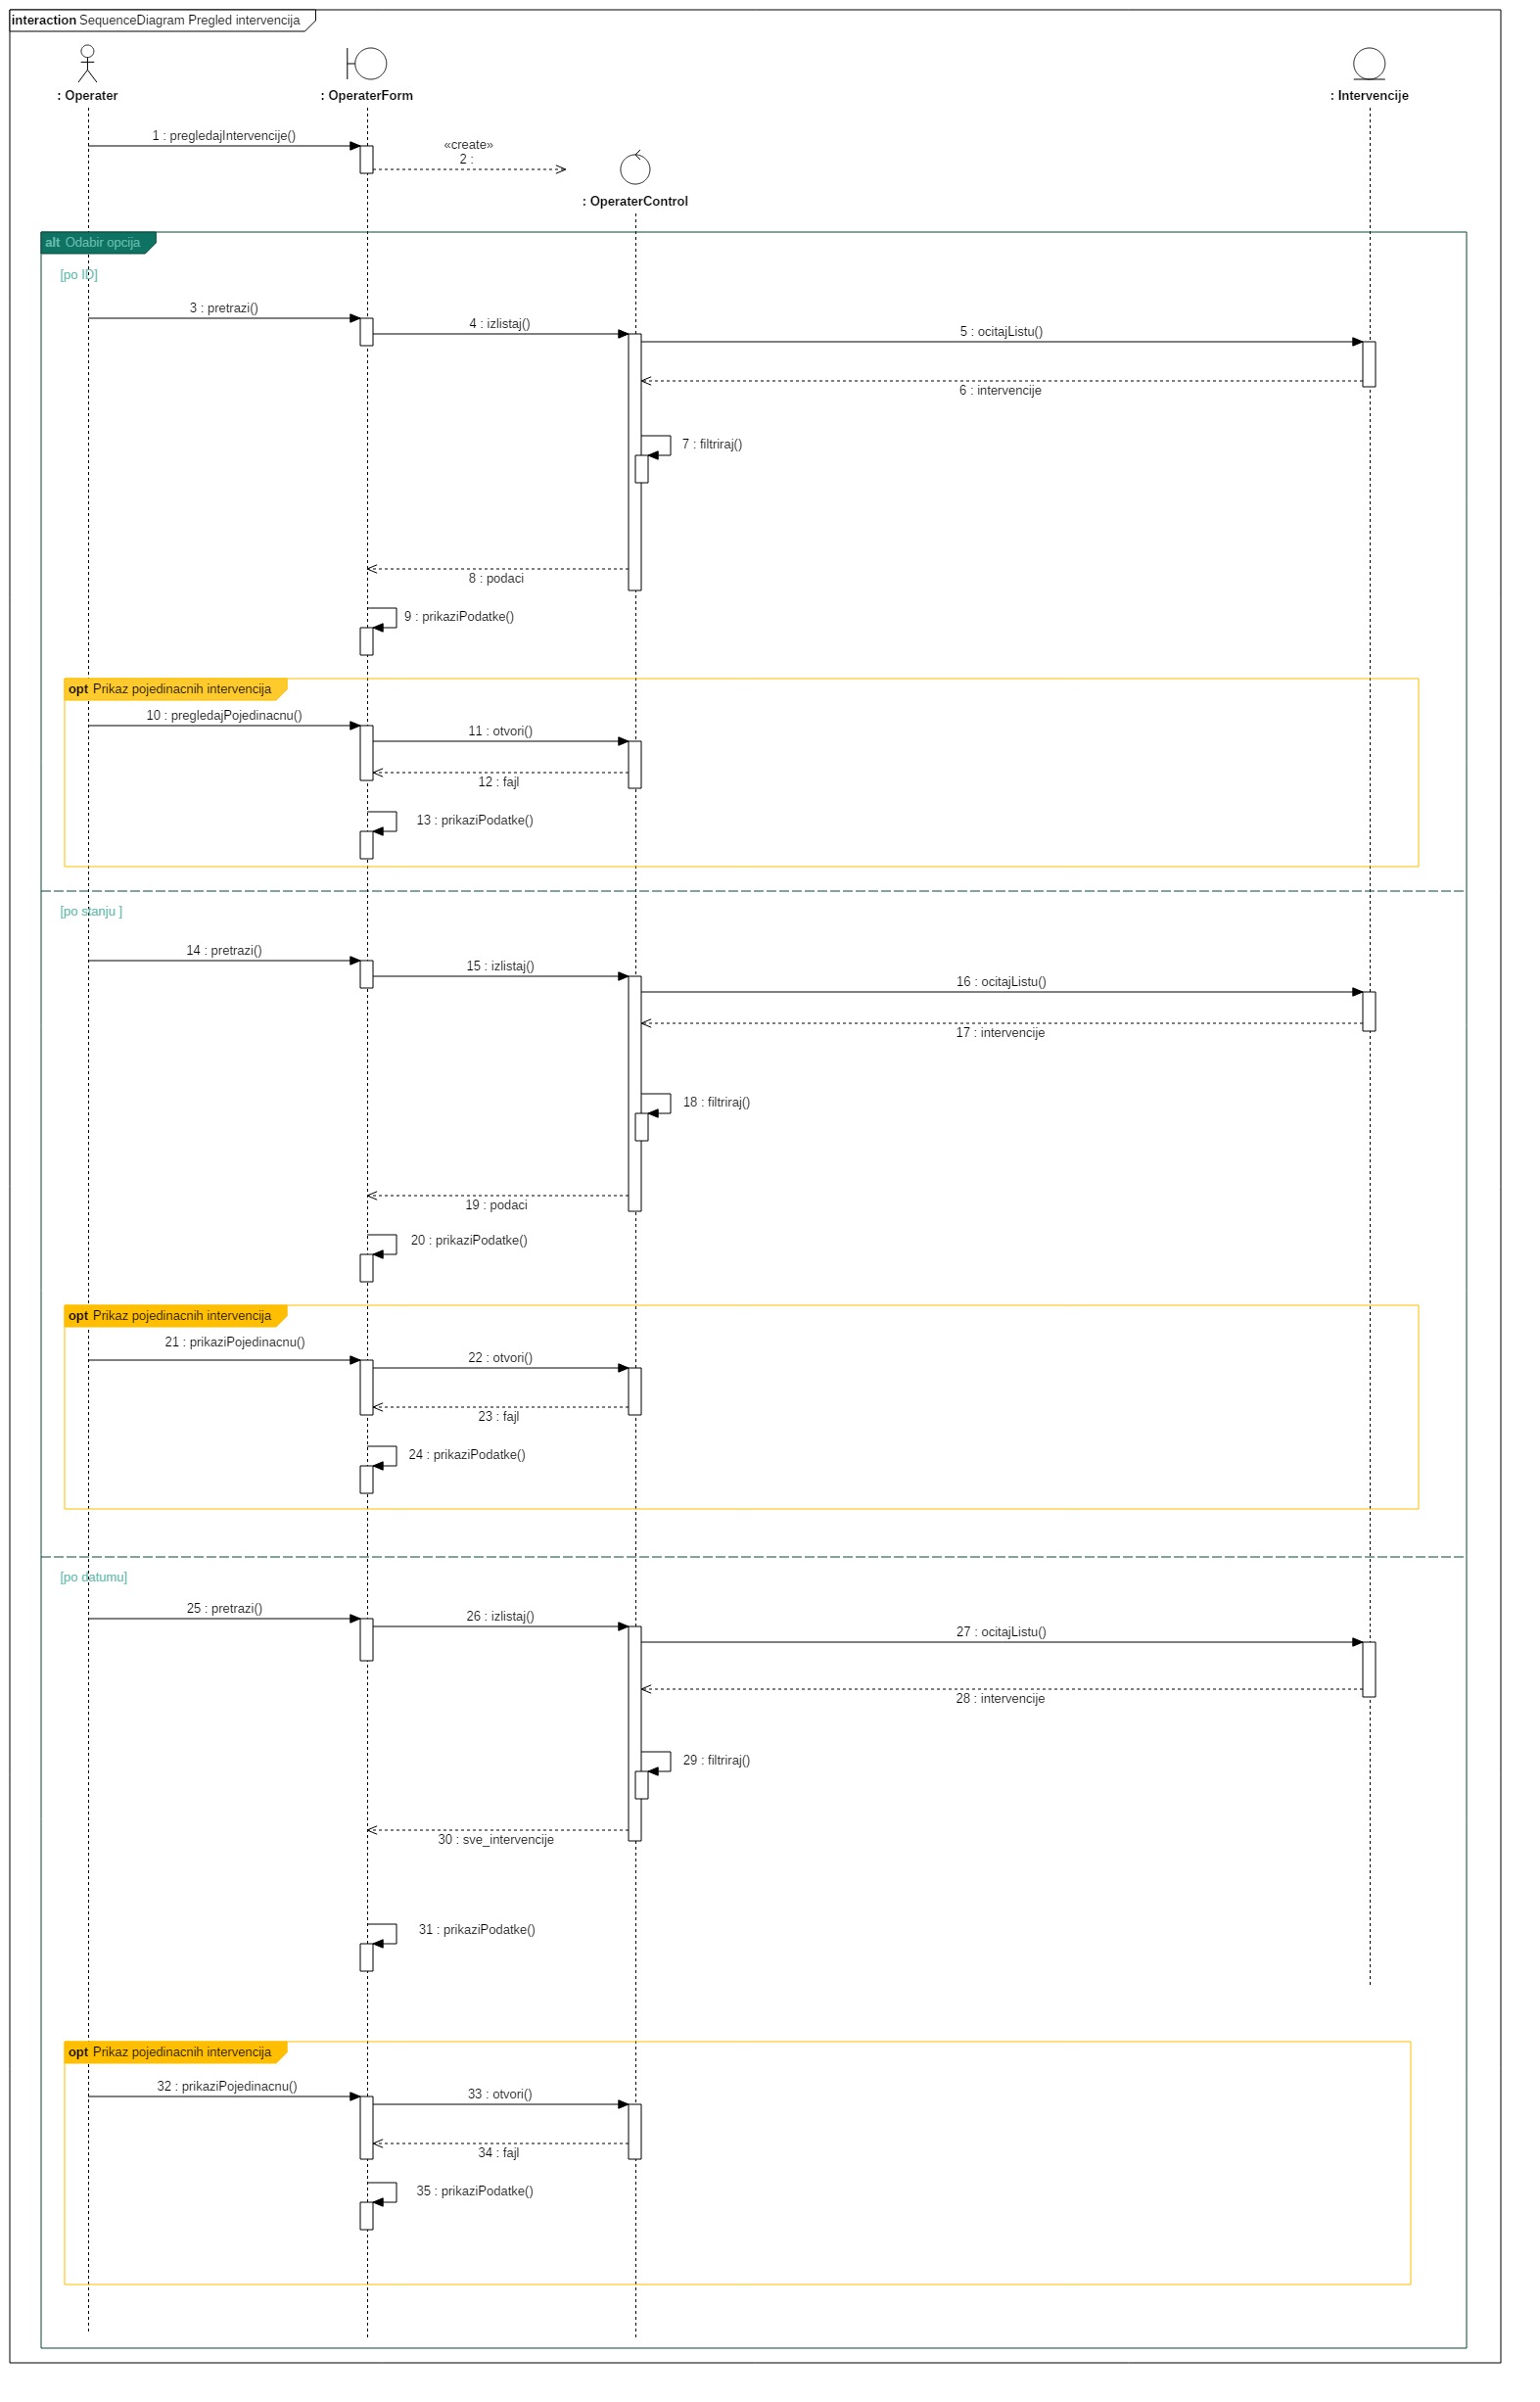 interaction SequenceDiagram Pregled intervencija
: Operater
: OperaterForm
: Intervencije
1 : pregledajIntervencije()
«create»
2 :
: OperaterControl
alt Odabir opcija
[po ID]
3 : pretrazi()
4 : izlistaj()
5 : ocitajListu()
6 : intervencije
7 : filtriraj()
8 : podaci
9 : prikaziPodatke()
opt Prikaz pojedinacnih intervencija
10 : pregledajPojedinacnu()
11 : otvori()
12 : fajl
13 : prikaziPodatke()
[po stanju ]
14 : pretrazi()
15 : izlistaj()
16 : ocitajListu()
17 : intervencije
18 : filtriraj()
19 : podaci
20 : prikaziPodatke()
opt Prikaz pojedinacnih intervencija
21 : prikaziPojedinacnu()
22 : otvori()
23 : fajl
24 : prikaziPodatke()
[po datumu]
25 : pretrazi()
26 : izlistaj()
27 : ocitajListu()
28 : intervencije
29 : filtriraj()
30 : sve_intervencije
31 : prikaziPodatke()
opt Prikaz pojedinacnih intervencija
32 : prikaziPojedinacnu()
33 : otvori()
34 : fajl
35 : prikaziPodatke()